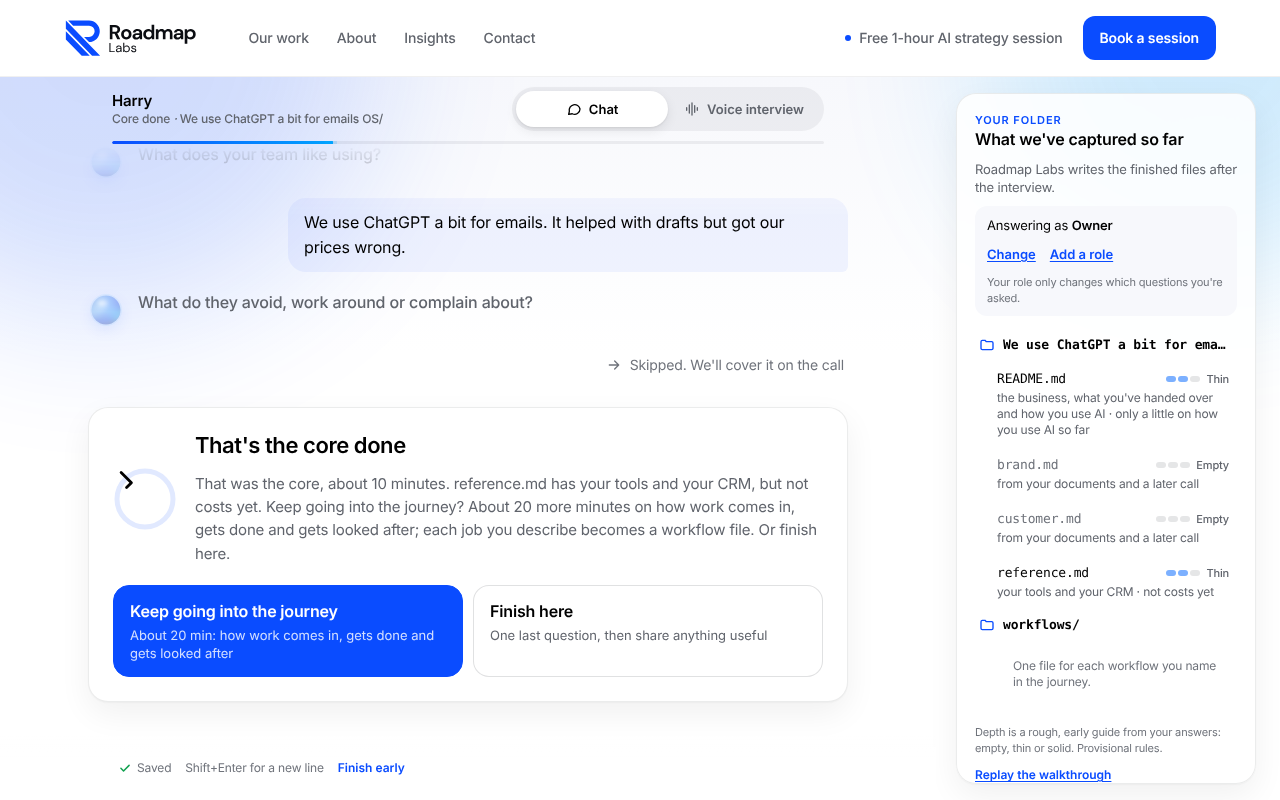 Roadmap
Labs
Our work
About
Insights
Contact
Free 1-hour AI strategy session
Book a session
Harry
Core done · We use ChatGPT a bit for emails OS/
Chat
Voice interview
What does your team like using?
We use ChatGPT a bit for emails. It helped with drafts but got our
prices wrong.
What do they avoid, work around or complain about?
→ Skipped. We'll cover it on the call
That's the core done
That was the core, about 10 minutes. reference.md has your tools and your CRM, but not
costs yet. Keep going into the journey? About 20 more minutes on how work comes in,
gets done and gets looked after; each job you describe becomes a workflow file. Or finish
here.
Keep going into the journey
About 20 min: how work comes in, gets done and
gets looked after
Finish here
One last question, then share anything useful
Saved
Shift+Enter for a new line
Finish early
YOUR FOLDER
What we've captured so far
Roadmap Labs writes the finished files after
the interview.
Answering as Owner
Change
Add a role
Your role only changes which questions you're
asked.
We use ChatGPT a bit for ema…
README.md
Thin
the business, what you've handed over
and how you use AI · only a little on how
you use AI so far
brand.md
Empty
from your documents and a later call
customer.md
Empty
from your documents and a later call
reference.md
Thin
your tools and your CRM · not costs yet
workflows/
One file for each workflow you name
in the journey.
Depth is a rough, early guide from your answers:
empty, thin or solid. Provisional rules.
Replay the walkthrough